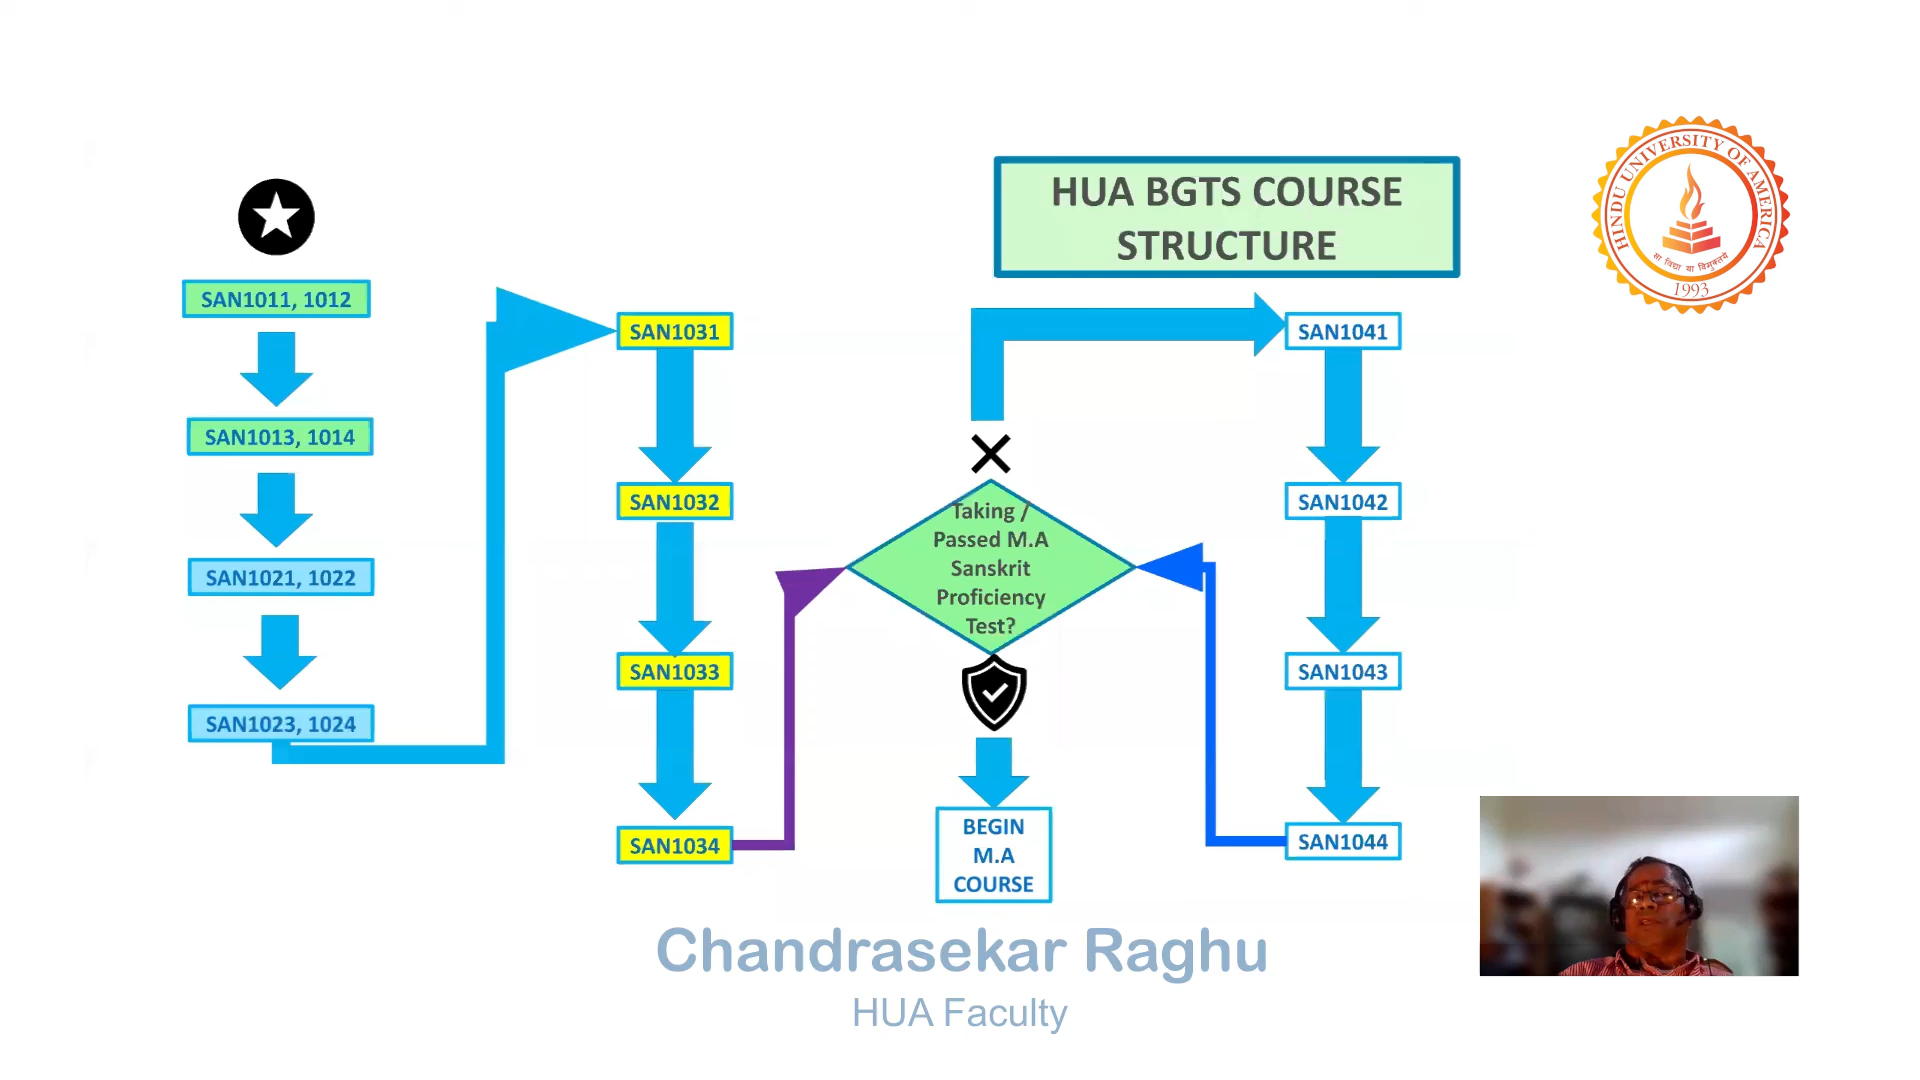 HUA BGTS COURSE
STRUCTURE
HINDU UNIVERSITY OF AMERICA
सा विद्या या विमुक्तये
1993
SAN1011, 1012
SAN1013, 1014
SAN1021, 1022
SAN1023, 1024
SAN1031
SAN1032
SAN1033
SAN1034
Taking /
Passed M.A
Sanskrit
Proficiency
Test?
BEGIN
M.A
COURSE
SAN1041
SAN1042
SAN1043
SAN1044
Chandrasekar Raghu
HUA Faculty